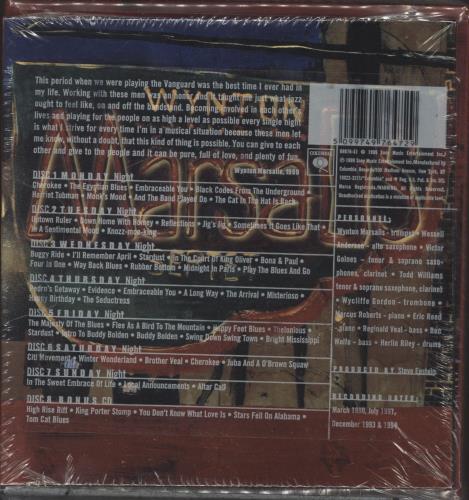 This period when we were playing the Vanguard was the best time I ever had in
my life. Working with these men was an honor and it taught me just what jazz
ought to feel like, on and off the bandstand. Becoming involved in each others
lives and playing for the people on as high a level as possible every single night
is what I strive for every time I'm in a musical situation because these men let
me know, without a doubt, that this kind of thing is possible. You can give to each
other and give to the people and it can be pure, full of love, and plenty of fun.
Wynton Marsalis, 1999
DISC 1 MONDAY Night
Cherokee • The Egyptian Blues • Embraceable You • Black Codes From The Underground
Harriet Tubman • Monk's Mood • And The Band Played On • The Cat In The Hat Is Back
DISC 2 TUESDAY Night
Uptown Ruler • Down Home With Homey • Reflections • Jig's Jig • Sometimes It Goes Like That
In A Sentimental Mood • Knozz-moe-king
DISC 3 WEDNESDAY Night
Buggy Ride • I'll Remember April • Stardust • In The Court Of King Oliver • Bona & Paul
Four In One • Way Back Blues • Rubber Bottom • Midnight In Paris • Play The Blues And Go
DISC 4 THURSDAY Night
Pedro's Getaway • Evidence • Embraceable You • A Long Way • The Arrival • Misterioso
Happy Birthday • The Seductress
DISC 5 FRIDAY Night
The Majesty Of The Blues • Flee As A Bird To The Mountain • Happy Feet Blues • Thelonious
Stardust • Intro To Buddy Bolden • Buddy Bolden • Swing Down Swing Town • Bright Mississippi
DISC 6 SATURDAY Night
Citi Movement • Winter Wonderland • Brother Veal • Cherokee • Juba And A O'Brown Squaw
DISC 7 SUNDAY Night
In The Sweet Embrace Of Life • Local Announcements • Altar Call
DISC 8 BONUS CD
High Rise Riff • King Porter Stomp • You Don't Know What Love Is • Stars Fell On Alabama
Tom Cat Blues
COLUMBIA
PERSONNEL:
Wynton Marsalis - trumpet • Wessell
Anderson - alto saxophone • Victor
Goines - tenor & soprano saxo-
phones, clarinet • Todd Williams
tenor & soprano saxophone, clarinet
• Wycliffe Gordon - trombone •
Marcus Roberts - piano • Eric Reed
- piano • Reginald Veal - bass • Ben
Wolfe - bass • Herlin Riley - drums
PRODUCED BY Steve Epstein
RECORDING DATES:
March 1990, July 1991,
December 1993 & 1994